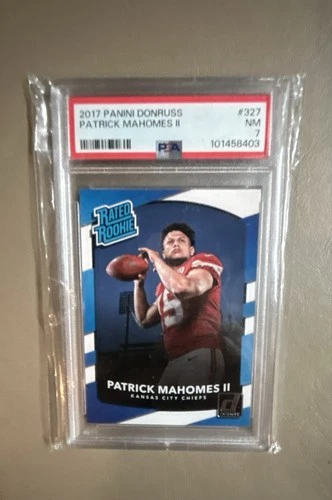 2017 PANINI DONRUSS #327
PATRICK MAHOMES II NM
7
PSA 101458403
RATED
ROOKIE
15
PATRICK MAHOMES II
KANSAS CITY CHIEFS